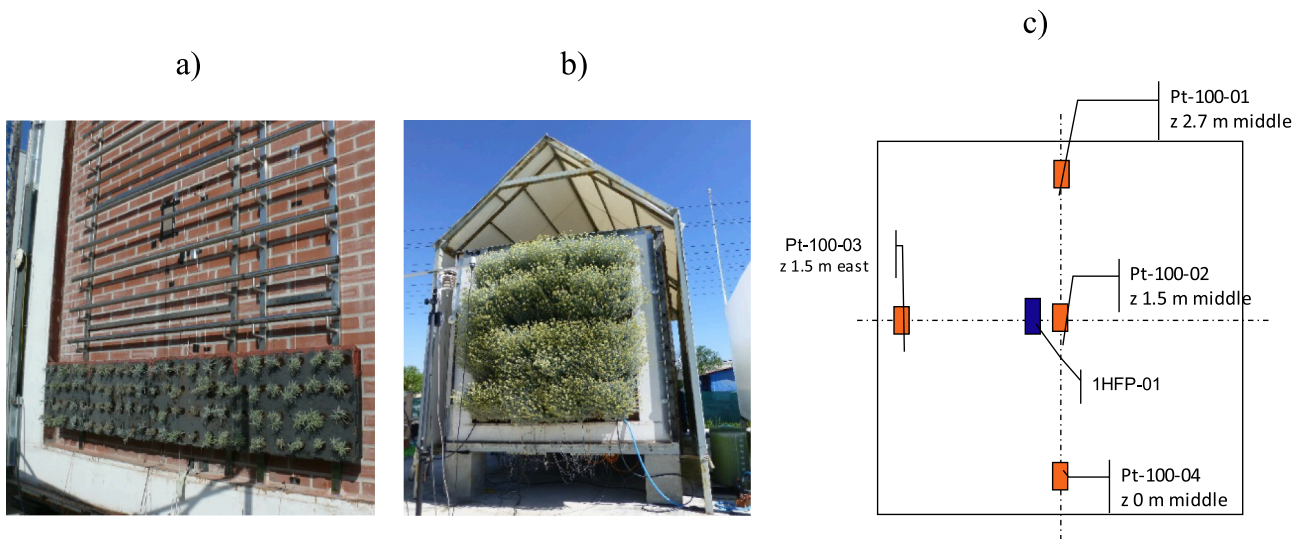 a)
b)
c)
Pt-100-01
z 2.7 m middle
Pt-100-03
z 1.5 m east
Pt-100-02
z 1.5 m middle
1HFP-01
Pt-100-04
z 0 m middle